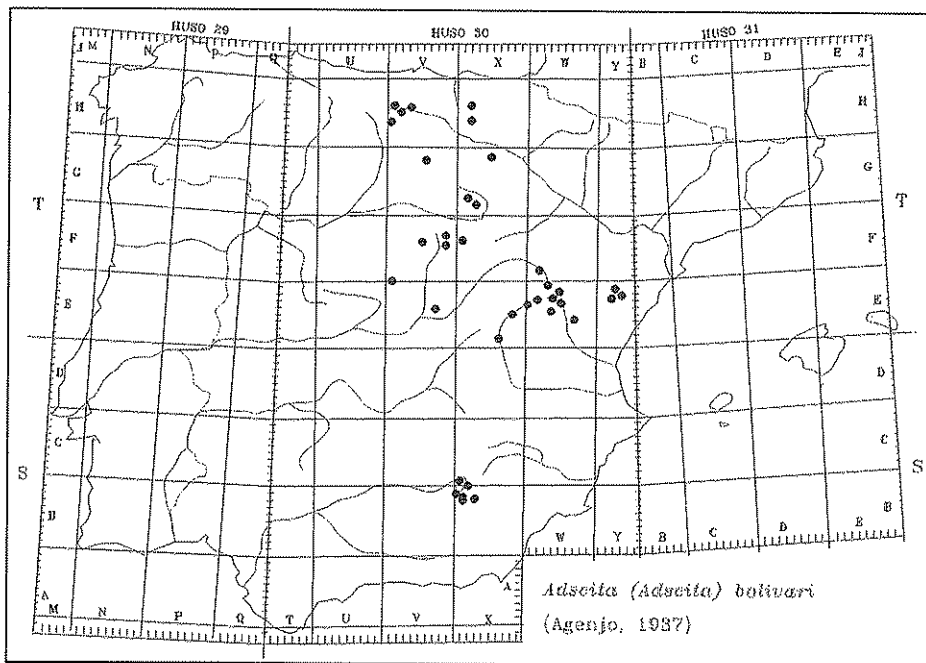 HUSO 29 HUSO 30 HUSO 31
J M N P Q U V X W Y B C D E J
H H
G G
T T
F F
E E
D D
C C
S S
B W Y B C D E B
A
A M N P Q T U V X
Adscita (Adscita) bolivari
(Agenjo, 1937)